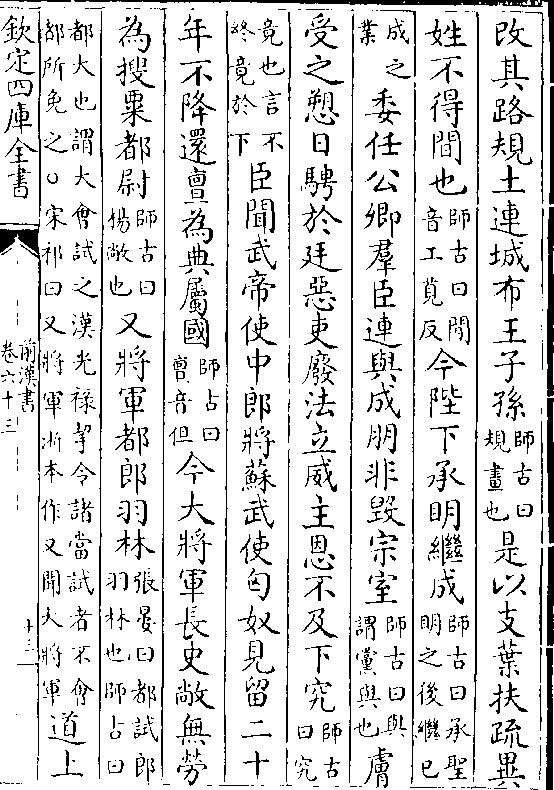 改其路規土連城布王子孫師古曰規畫也是以支葉扶疏異
姓不得間也師古曰間音工莧反今陛下承明繼成師古曰承聖明之後繼已
成之業委任公卿羣臣連與成朋非毀宗室師古曰與謂黨與也膚
受之愬日騁於廷惡吏廢法立威主恩不及下究師古曰究
竟也言不終竟於下臣聞武帝使中郎將蘇武使匈奴見留二十
年不降還亶為典屬國師古曰亶音但今大將軍長史敞無勞
為搜粟都尉師古曰楊敞也又將軍都郎羽林張晏曰都試郎羽林也師古曰
都大也謂大會試之漢光祿挈令諸當試者不會都所免之○宋祁曰又將軍浙本作又聞大將軍道上
欽定四庫全書
前漢書
卷六十三
十三